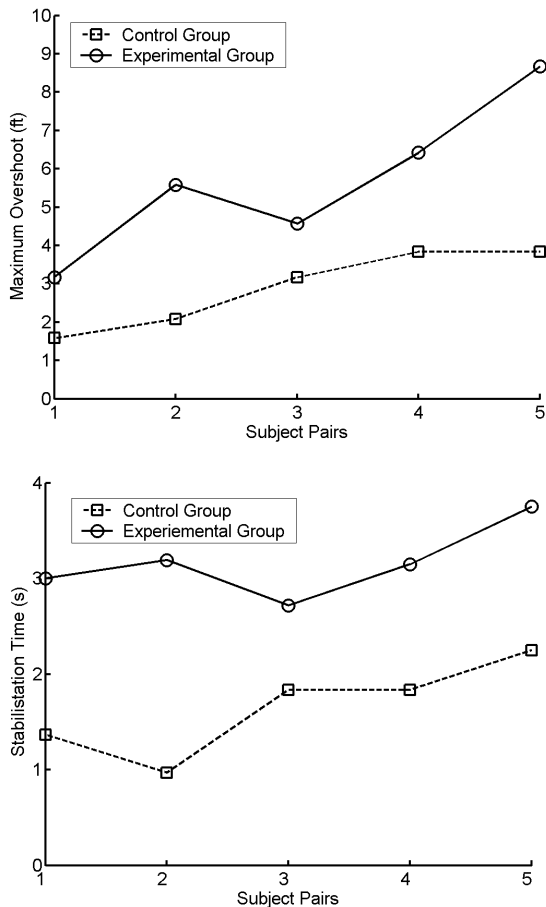 10
9
8
7
6
5
4
3
2
1
0
Maximum Overshoot (ft)
Control Group
Experimental Group
1 2 3 4 5
Subject Pairs
4
3
2
1
0
Stabilistation Time (s)
Control Group
Experiemental Group
1 2 3 4 5
Subject Pairs